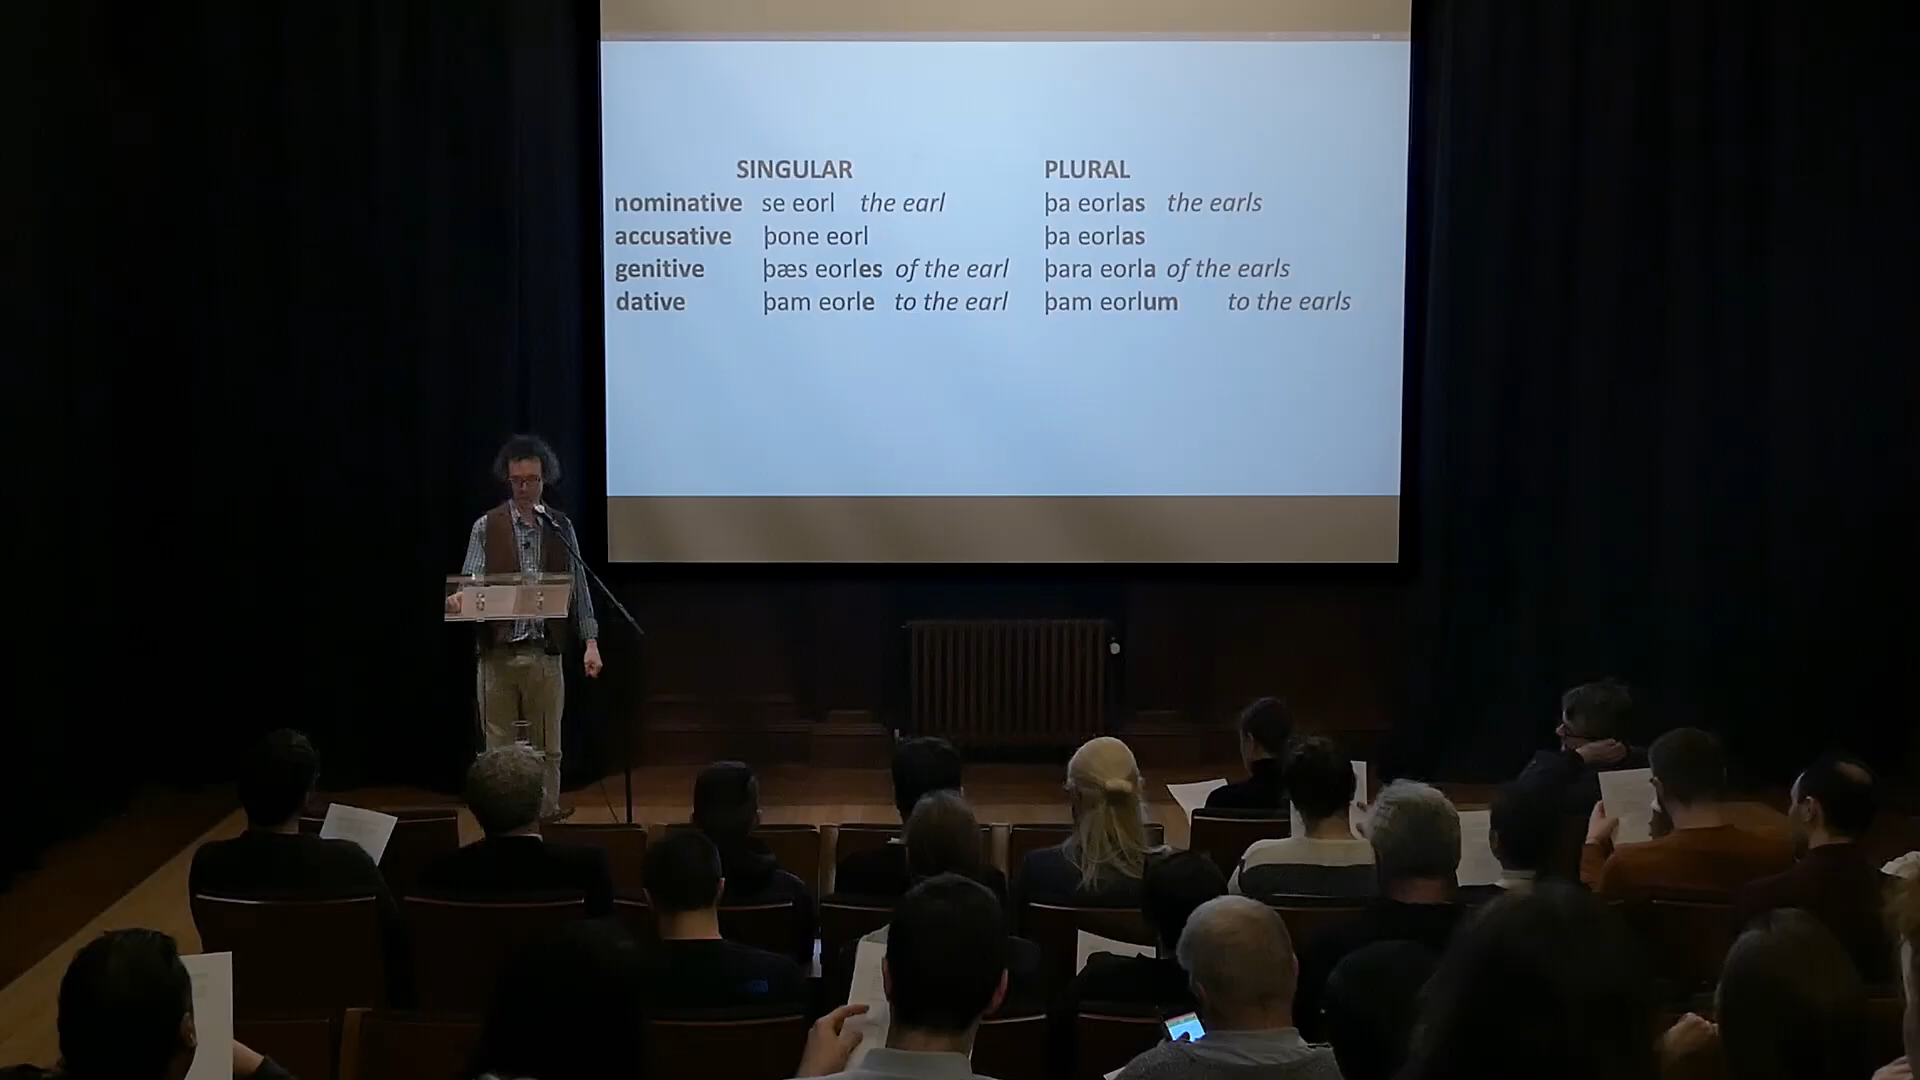 SINGULAR PLURAL
nominative se eorl the earl þa eorlas the earls
accusative þone eorl þa eorlas
genitive þæs eorles of the earl þara eorla of the earls
dative þam eorle to the earl þam eorlum to the earls